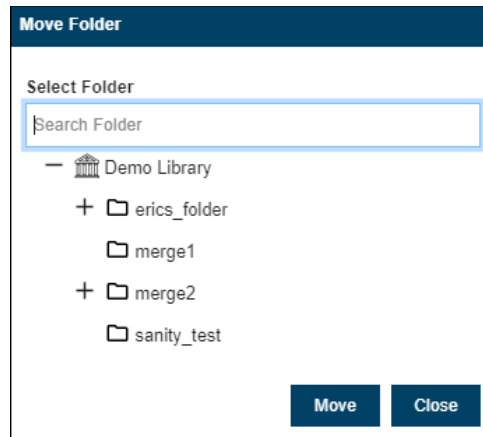 Move Folder
Select Folder
Search Folder
Demo Library
erics_folder
merge1
merge2
sanity_test
Move Close